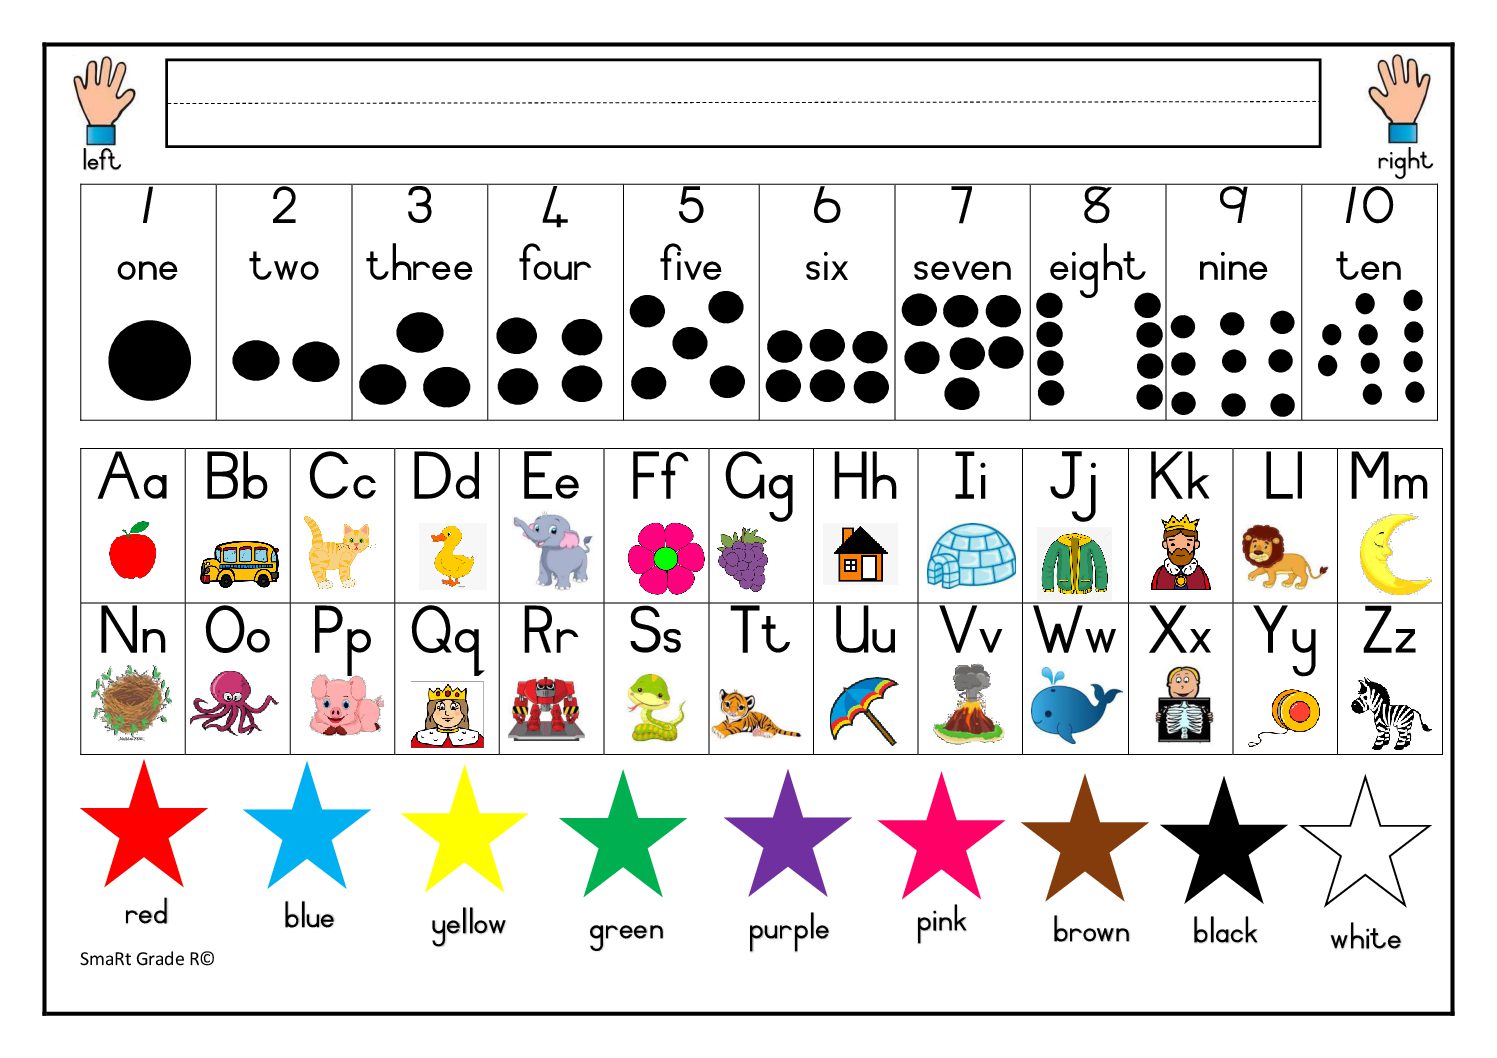 left
right
1 2 3 4 5 6 7 8 9 10
one two three four five six seven eight nine ten
Aa Bb Cc Dd Ee Ff Gg Hh Ii Jj Kk Ll Mm
Nn Oo Pp Qq Rr Ss Tt Uu Vv Ww Xx Yy Zz
red blue yellow green purple pink brown black white
SmaRt Grade R©